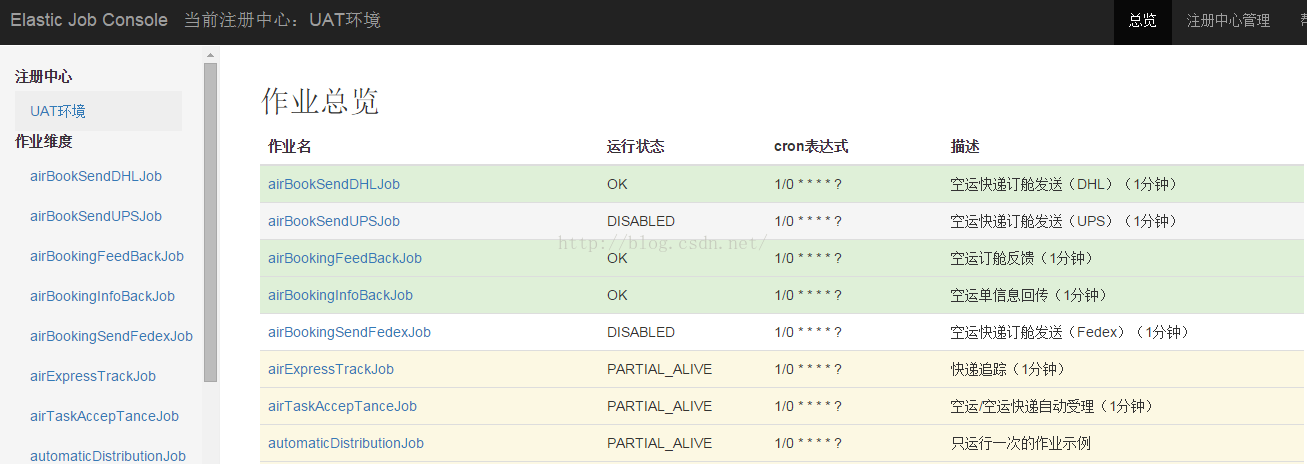 Elastic Job Console 当前注册中心：UAT环境 总览 注册中心管理
注册中心
UAT环境
作业维度
airBookSendDHLJob
airBookSendUPSJob
airBookingFeedBackJob
airBookingInfoBackJob
airBookingSendFedexJob
airExpressTrackJob
airTaskAccepTanceJob
automaticDistributionJob
作业总览
作业名 运行状态 cron表达式 描述
airBookSendDHLJob OK 1/0 * * * * ? 空运快递订舱发送（DHL）（1分钟）
airBookSendUPSJob DISABLED 1/0 * * * * ? 空运快递订舱发送（UPS）（1分钟）
http://blog.csdn.net/
airBookingFeedBackJob OK 1/0 * * * * ? 空运订舱反馈（1分钟）
airBookingInfoBackJob OK 1/0 * * * * ? 空运单信息回传（1分钟）
airBookingSendFedexJob DISABLED 1/0 * * * * ? 空运快递订舱发送（Fedex）（1分钟）
airExpressTrackJob PARTIAL_ALIVE 1/0 * * * * ? 快递追踪（1分钟）
airTaskAccepTanceJob PARTIAL_ALIVE 1/0 * * * * ? 空运/空运快递自动受理（1分钟）
automaticDistributionJob PARTIAL_ALIVE 1/0 * * * * ? 只运行一次的作业示例